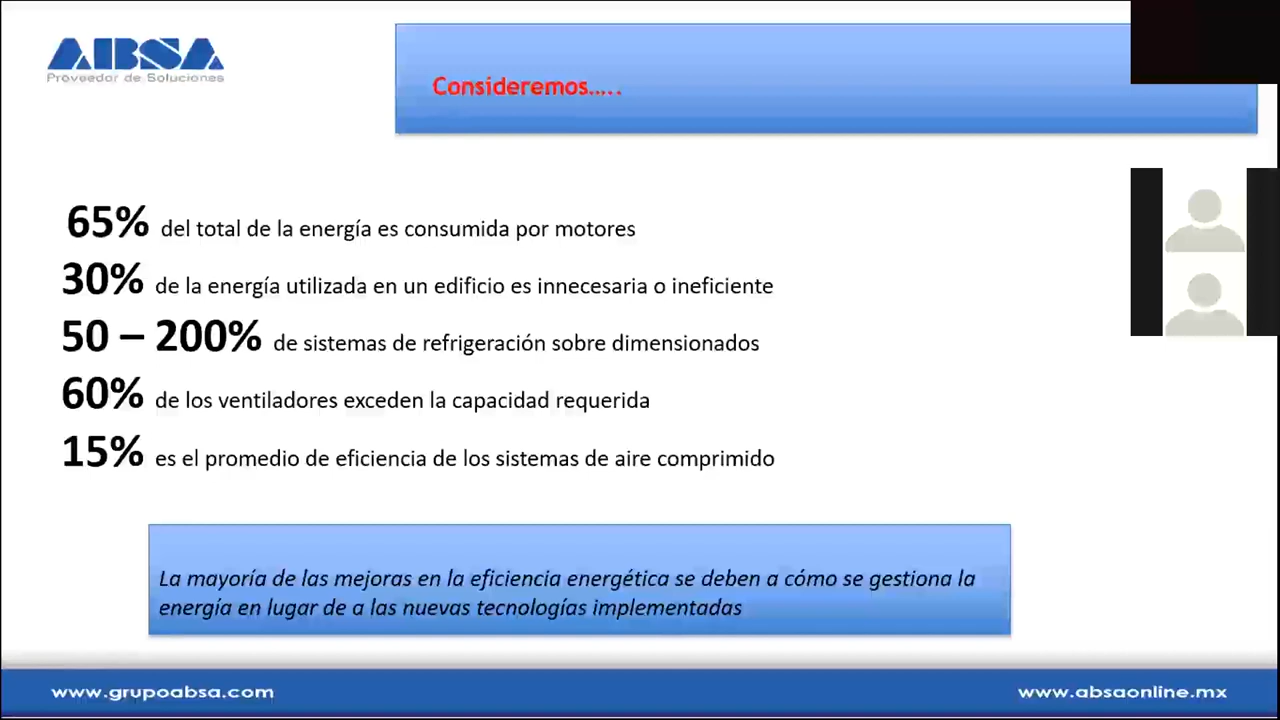 ABSA
Proveedor de Soluciones
Consideremos.....
65% del total de la energía es consumida por motores
30% de la energía utilizada en un edificio es innecesaria o ineficiente
50 – 200% de sistemas de refrigeración sobre dimensionados
60% de los ventiladores exceden la capacidad requerida
15% es el promedio de eficiencia de los sistemas de aire comprimido
La mayoría de las mejoras en la eficiencia energética se deben a cómo se gestiona la
energía en lugar de a las nuevas tecnologías implementadas
www.grupoabsa.com
www.absaonline.mx